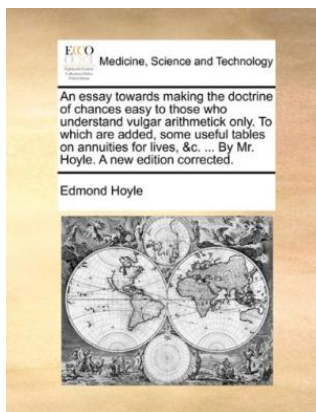 ECCO
Medicine, Science and Technology
An essay towards making the doctrine
of chances easy to those who
understand vulgar arithmetick only. To
which are added, some useful tables
on annuities for lives, &c. ... By Mr.
Hoyle. A new edition corrected.
Edmond Hoyle